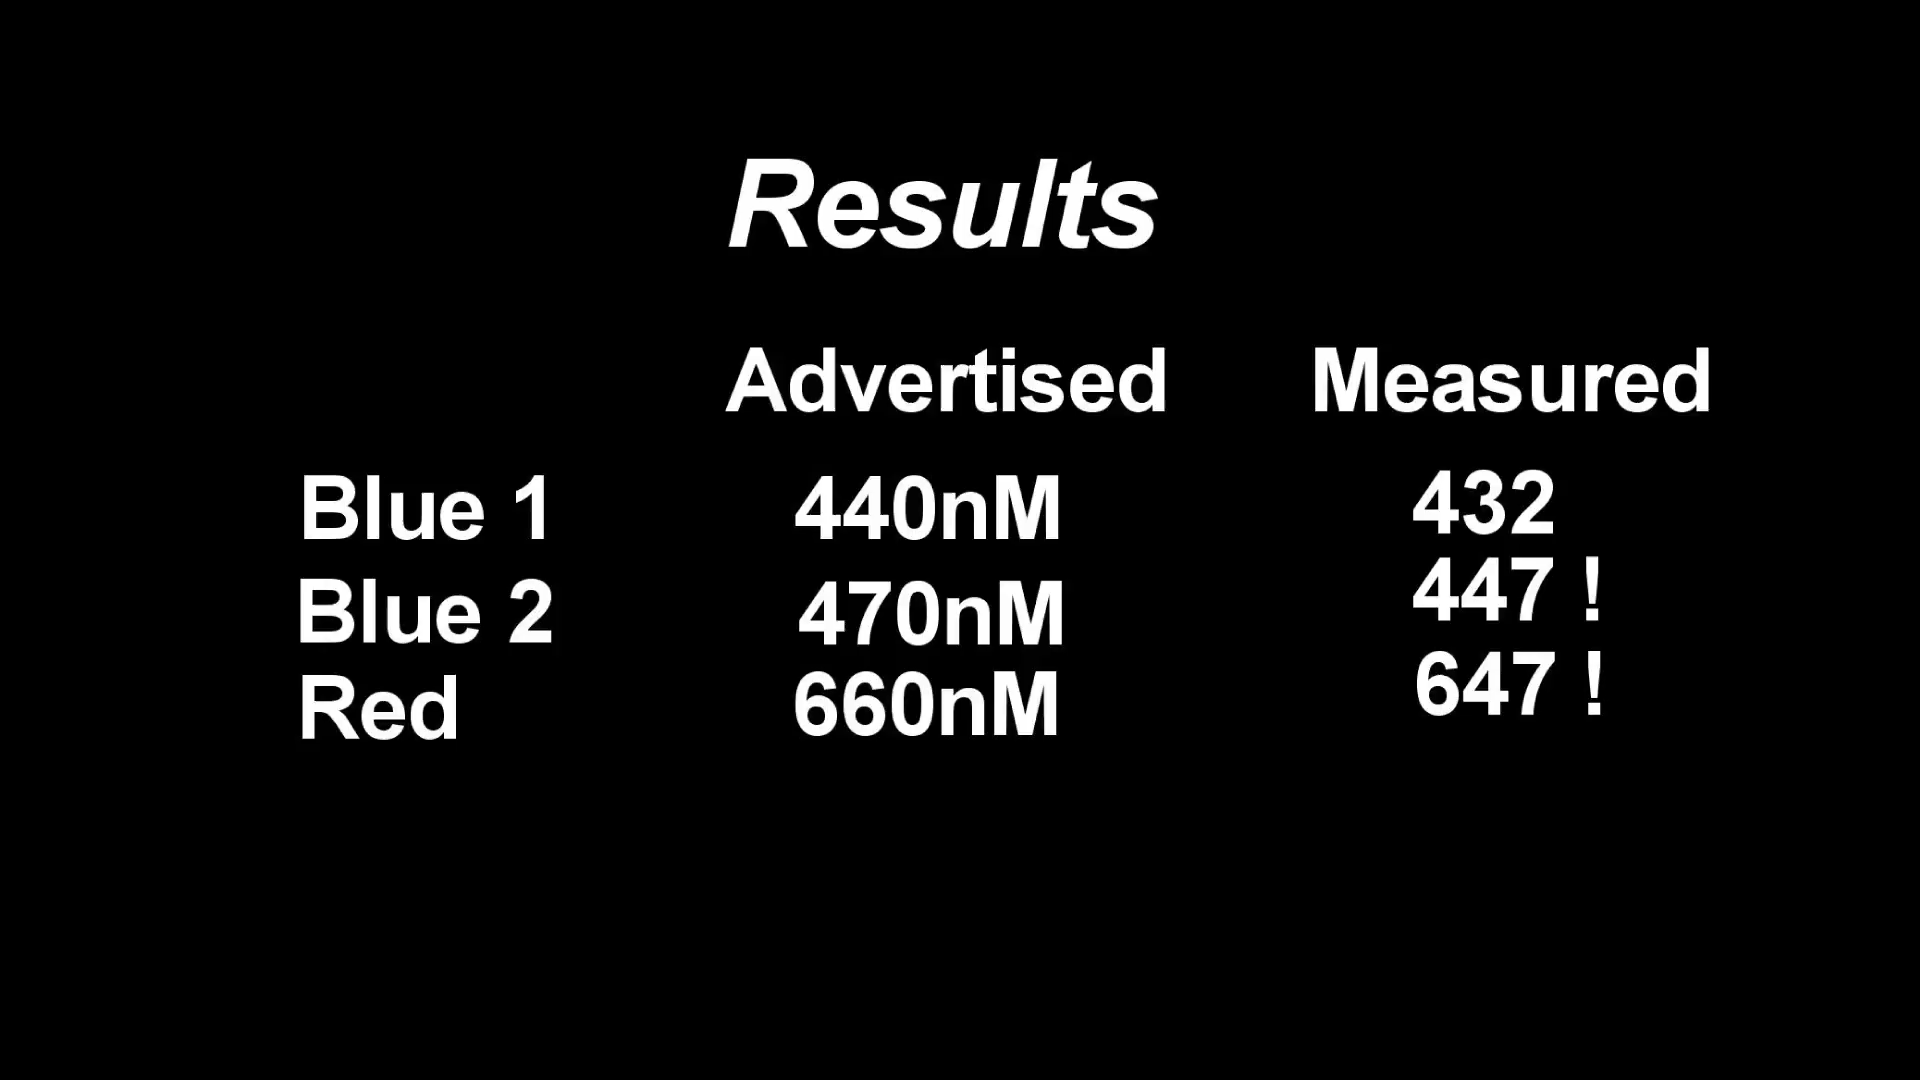 Results
Advertised Measured
Blue 1 440nM 432
Blue 2 470nM 447 !
Red 660nM 647 !